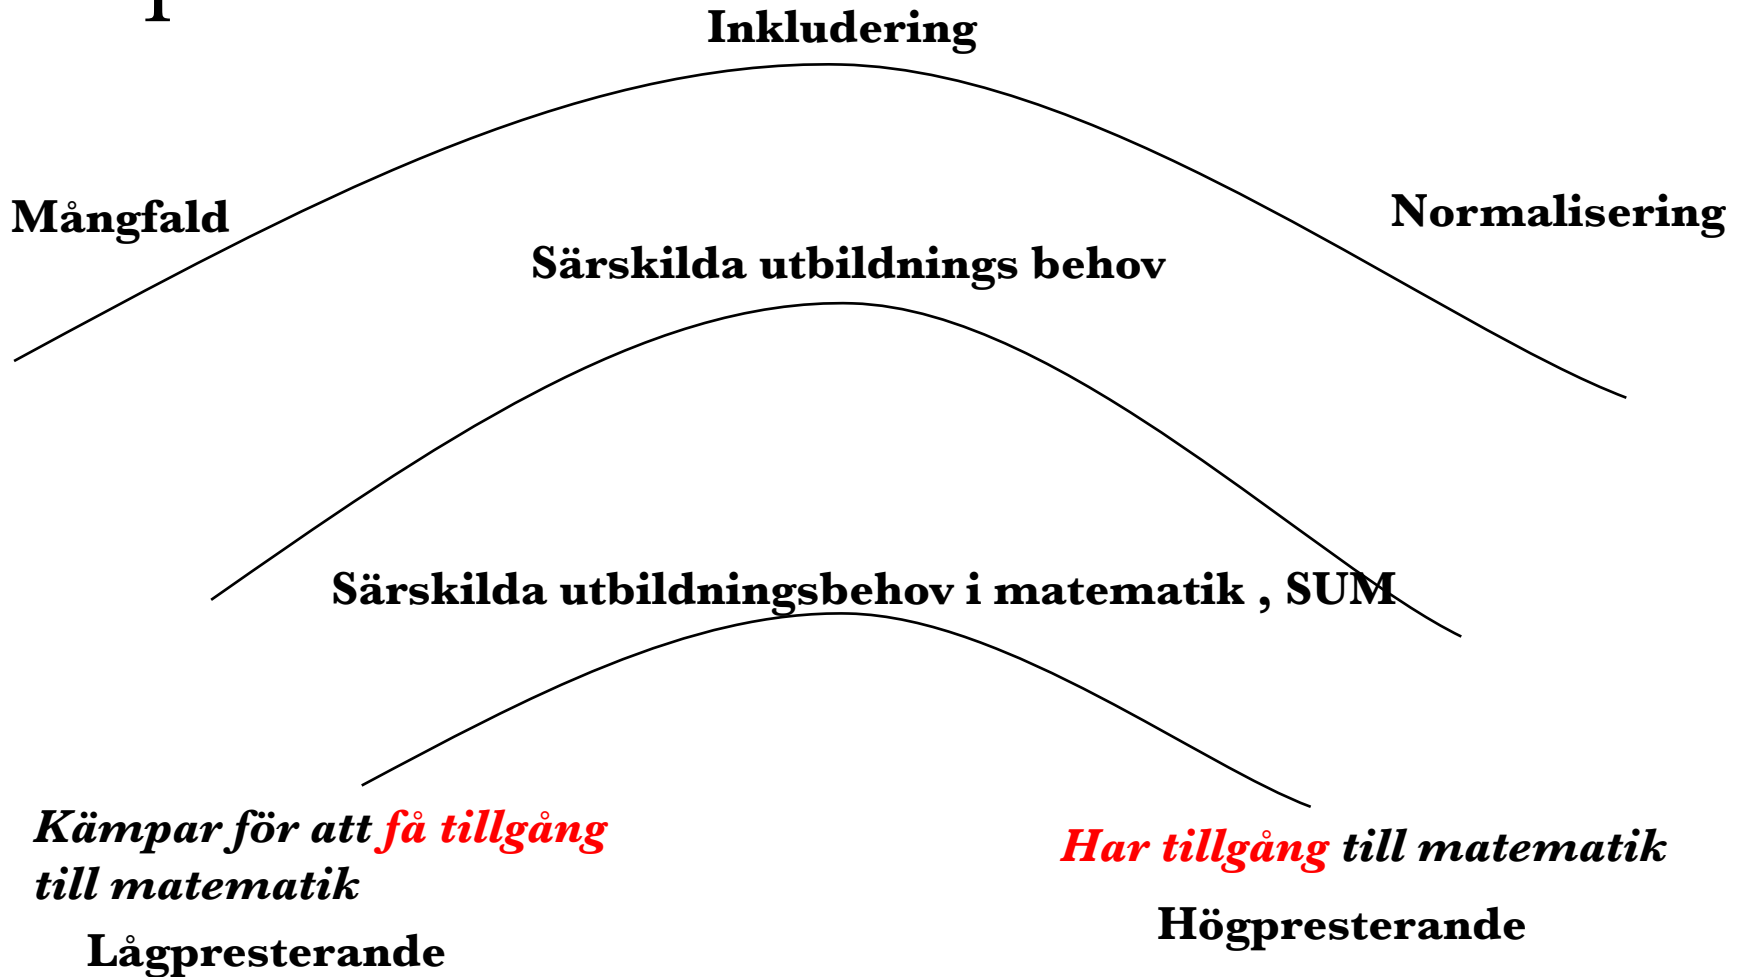 Inkludering
Mångfald
Normalisering
Särskilda utbildnings behov
Särskilda utbildningsbehov i matematik , SUM
Kämpar för att få tillgång
till matematik
Har tillgång till matematik
Högpresterande
Lågpresterande